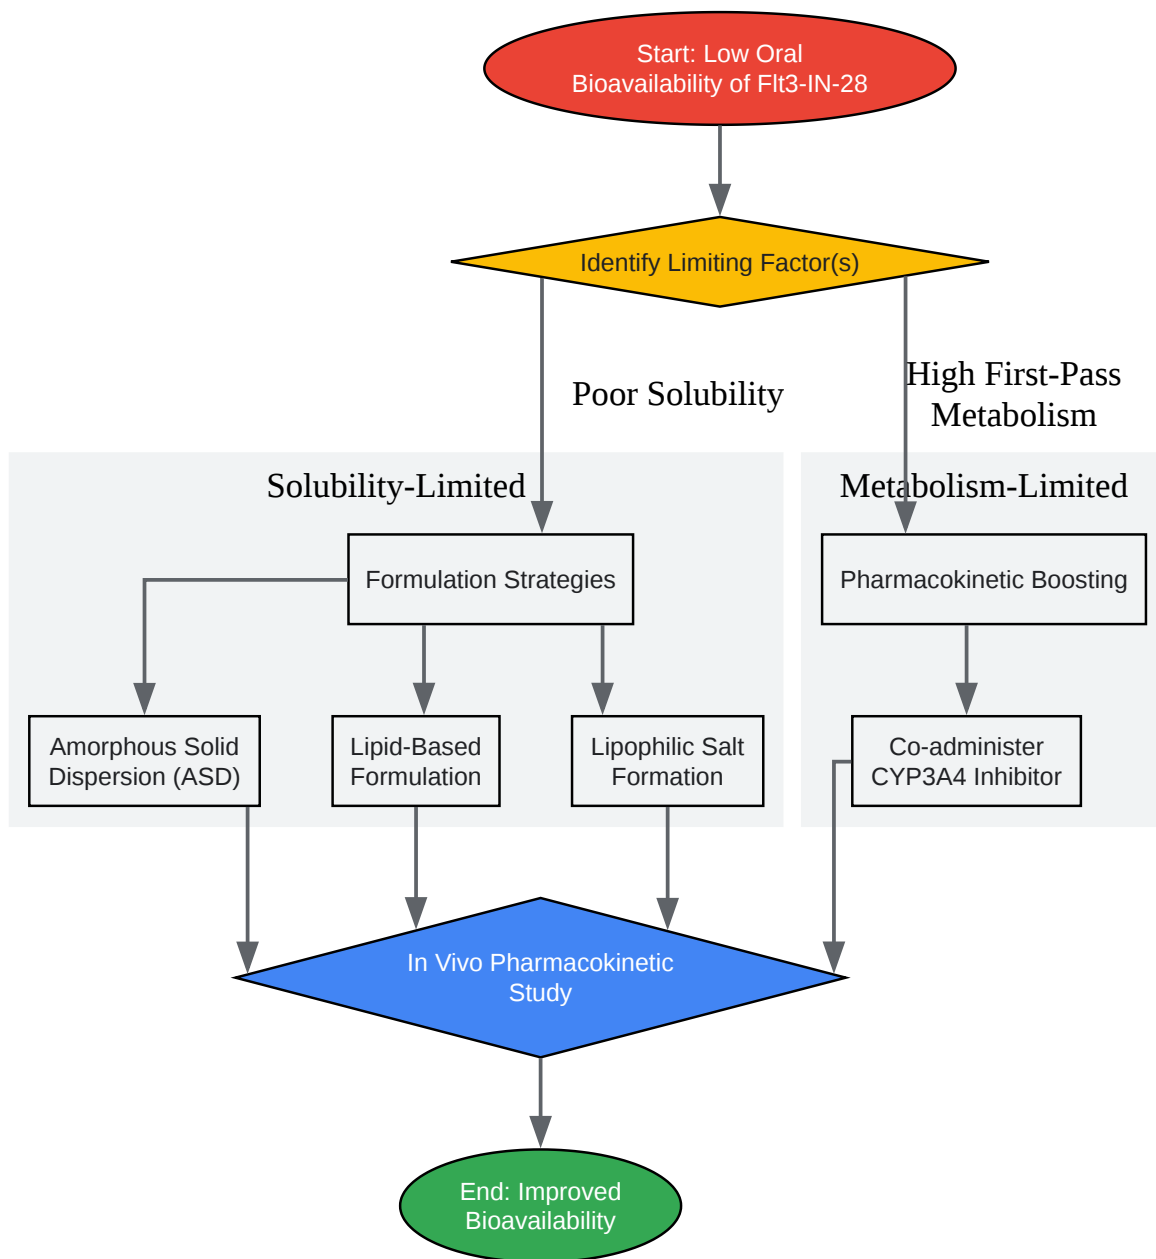 Start: Low Oral
Bioavailability of Flt3-IN-28
Identify Limiting Factor(s)
Poor Solubility
High First-Pass
Metabolism
Solubility-Limited
Metabolism-Limited
Formulation Strategies
Pharmacokinetic Boosting
Amorphous Solid
Dispersion (ASD)
Lipid-Based
Formulation
Lipophilic Salt
Formation
Co-administer
CYP3A4 Inhibitor
In Vivo Pharmacokinetic
Study
End: Improved
Bioavailability